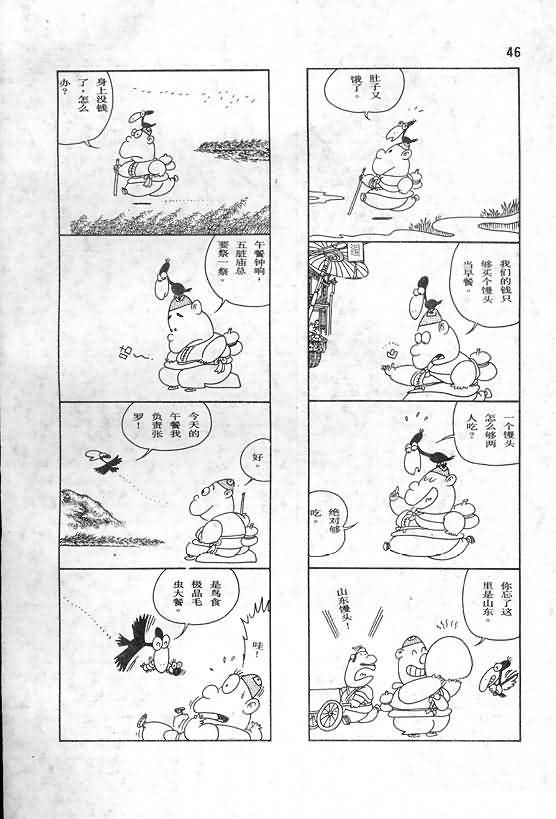 46
肚子又
饿了。
我们的钱只
够买个馒头
当早餐。
一个馒头
怎么够两
人吃？
绝对够
吃。
你忘了这
里是山东。
山东馒头！
身上没钱
了，怎么
办？
午餐钟响，
五脏庙总
要祭一祭。
咕～
今天的
午餐我
负责张
罗！
好。
是鸟食
极品毛
虫大餐。
哇！